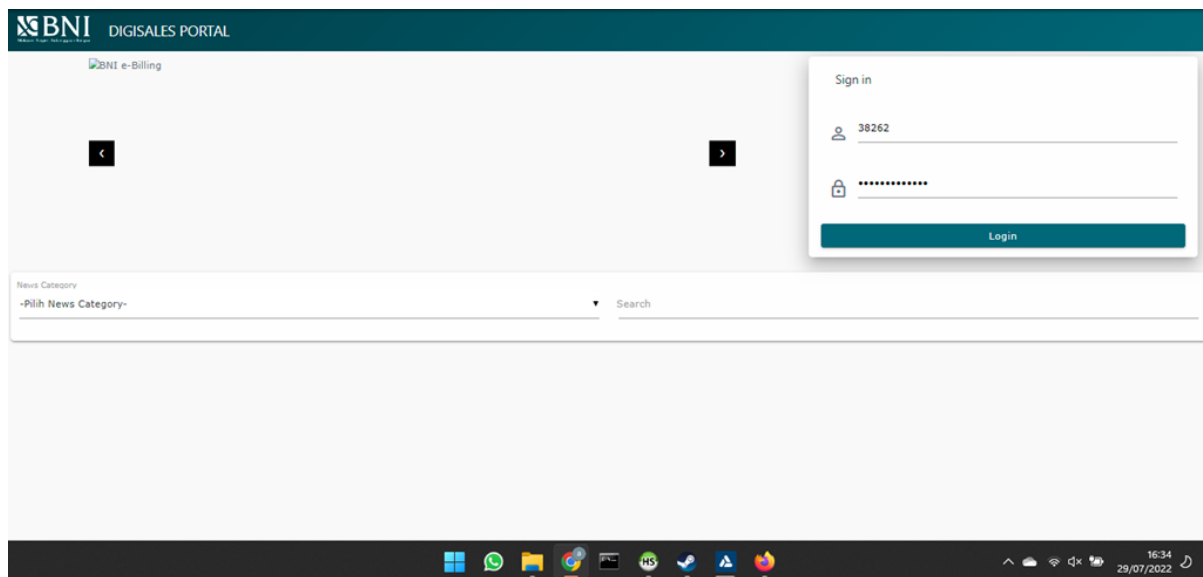 BNI DIGISALES PORTAL
BNI e-Billing
Sign in
38262
•••••••••••••
Login
News Category
-Pilih News Category-
Search
HS
16:34
29/07/2022